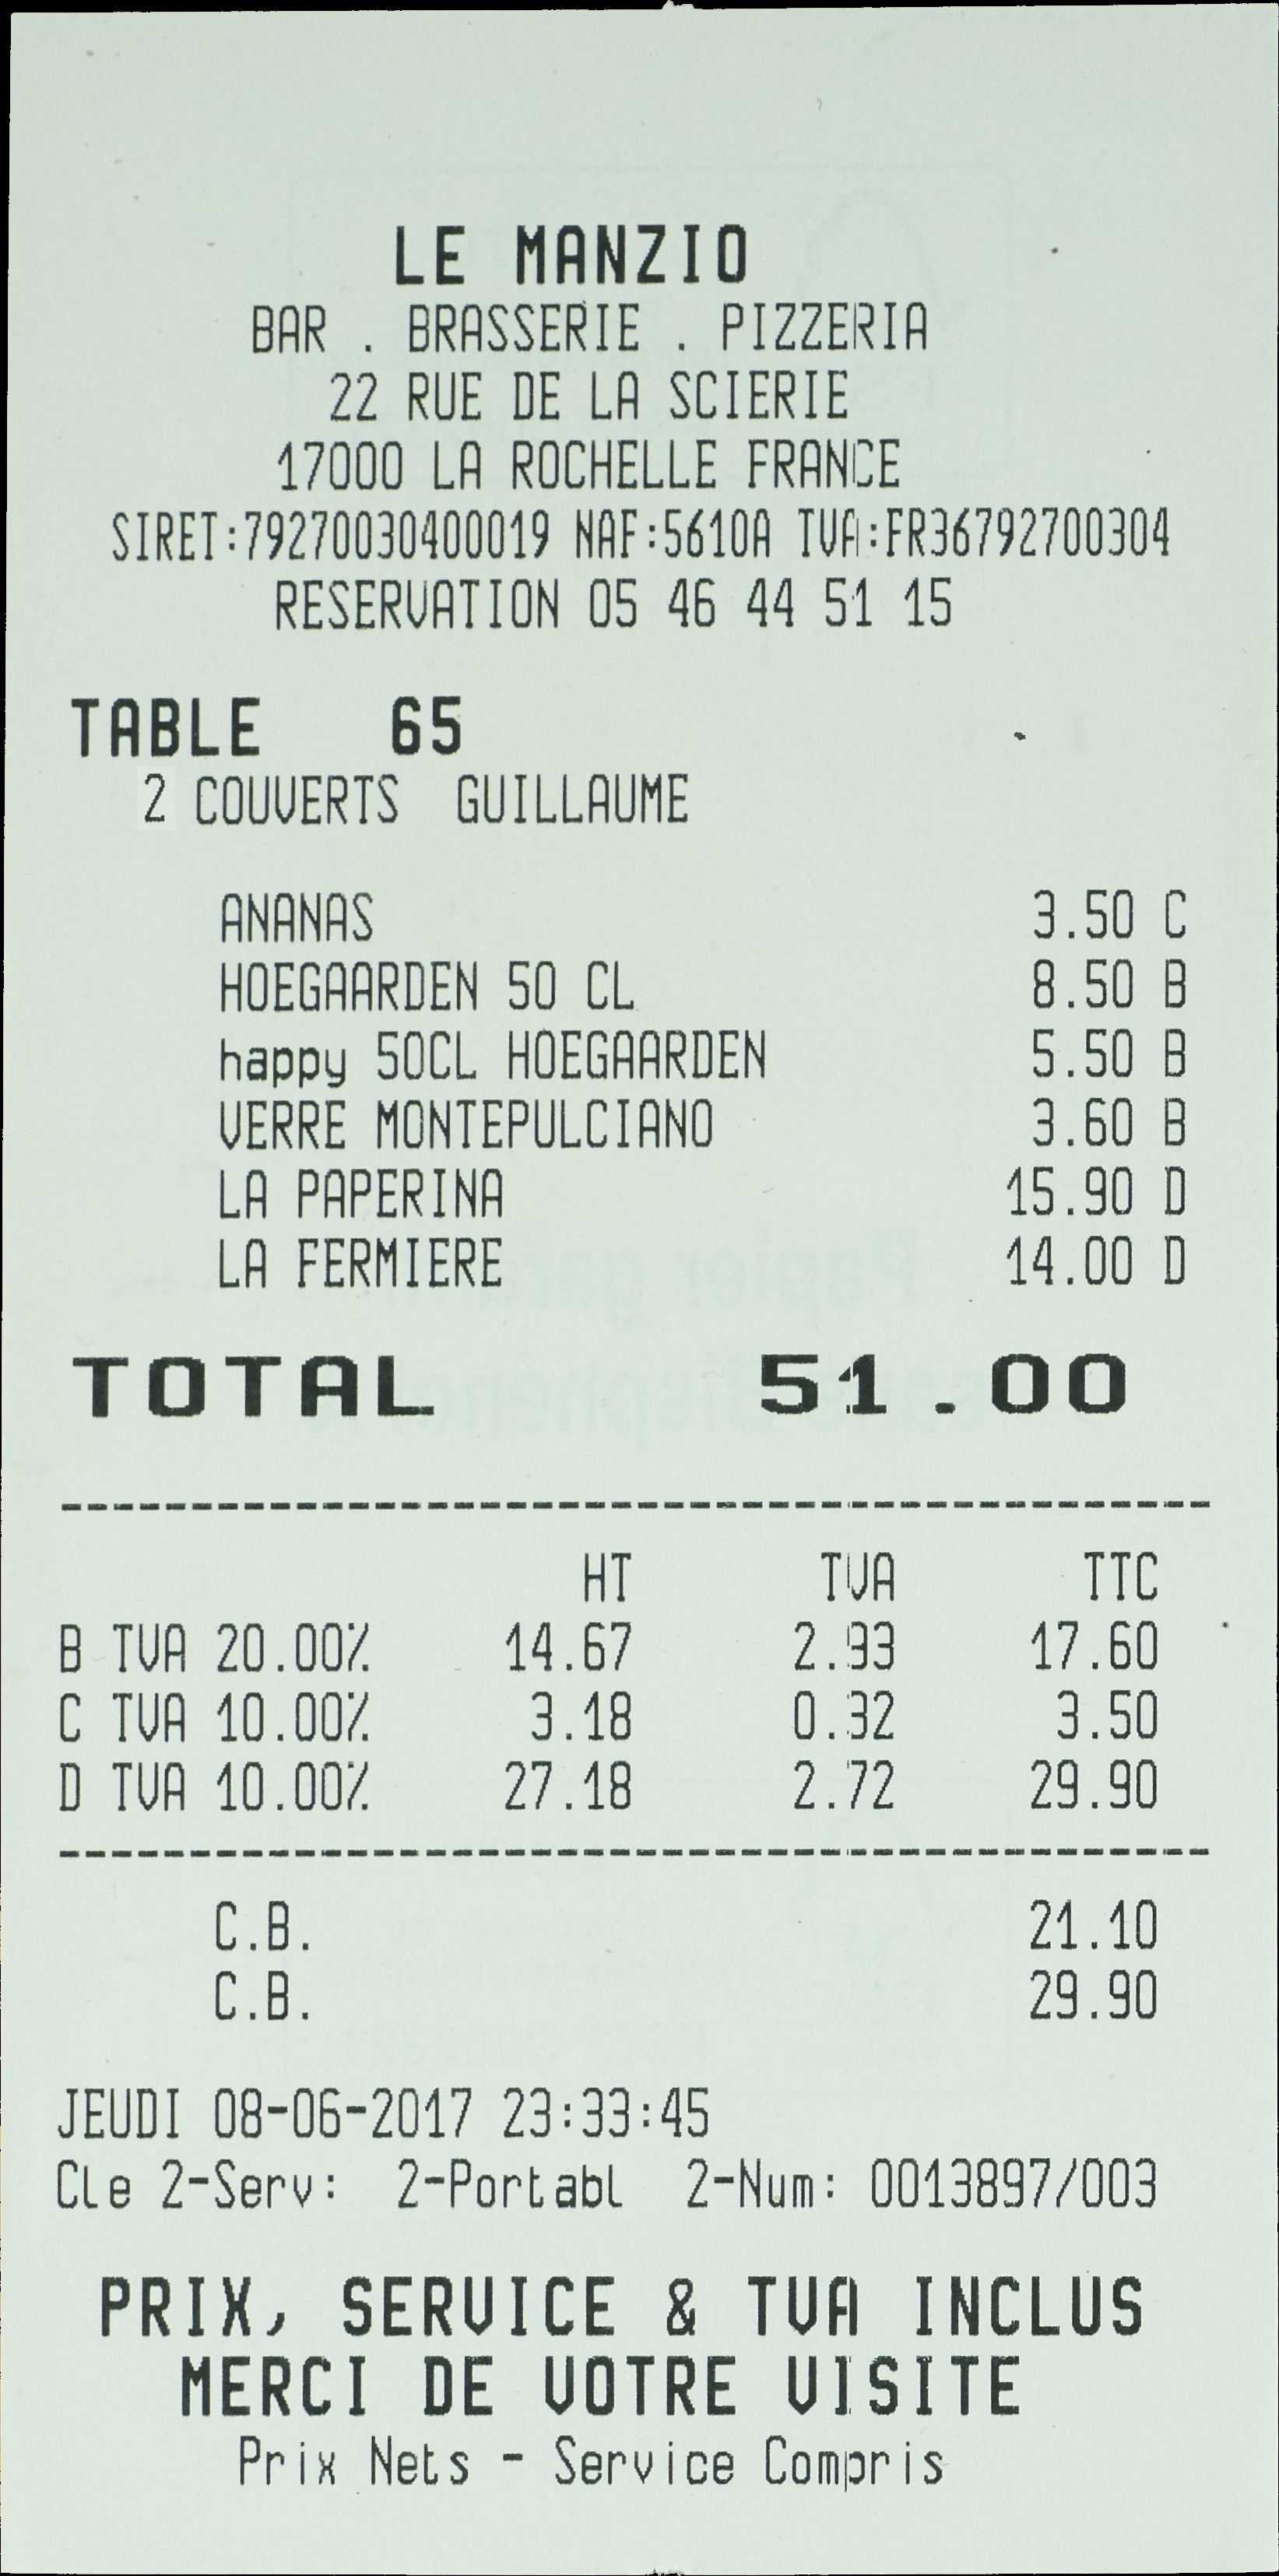 LE MANZIO
BAR . BRASSERIE . PIZZERIA
22 RUE DE LA SCIERIE
17000 LA ROCHELLE FRANCE
SIRET:79270030400019 NAF:5610A TVA:FR36792700304
RESERVATION 05 46 44 51 15
TABLE 65
2 COUVERTS GUILLAUME
ANANAS 3.50 C
HOEGAARDEN 50 CL 8.50 B
happy 50CL HOEGAARDEN 5.50 B
VERRE MONTEPULCIANO 3.60 B
LA PAPERINA 15.90 D
LA FERMIERE 14.00 D
TOTAL 51.00
HT TVA TTC
B TVA 20.00% 14.67 2.93 17.60
C TVA 10.00% 3.18 0.32 3.50
D TVA 10.00% 27.18 2.72 29.90
C.B. 21.10
C.B. 29.90
JEUDI 08-06-2017 23:33:45
Cle 2-Serv: 2-Portabl 2-Num: 0013897/003
PRIX, SERVICE & TVA INCLUS
MERCI DE VOTRE VISITE
Prix Nets - Service Compris